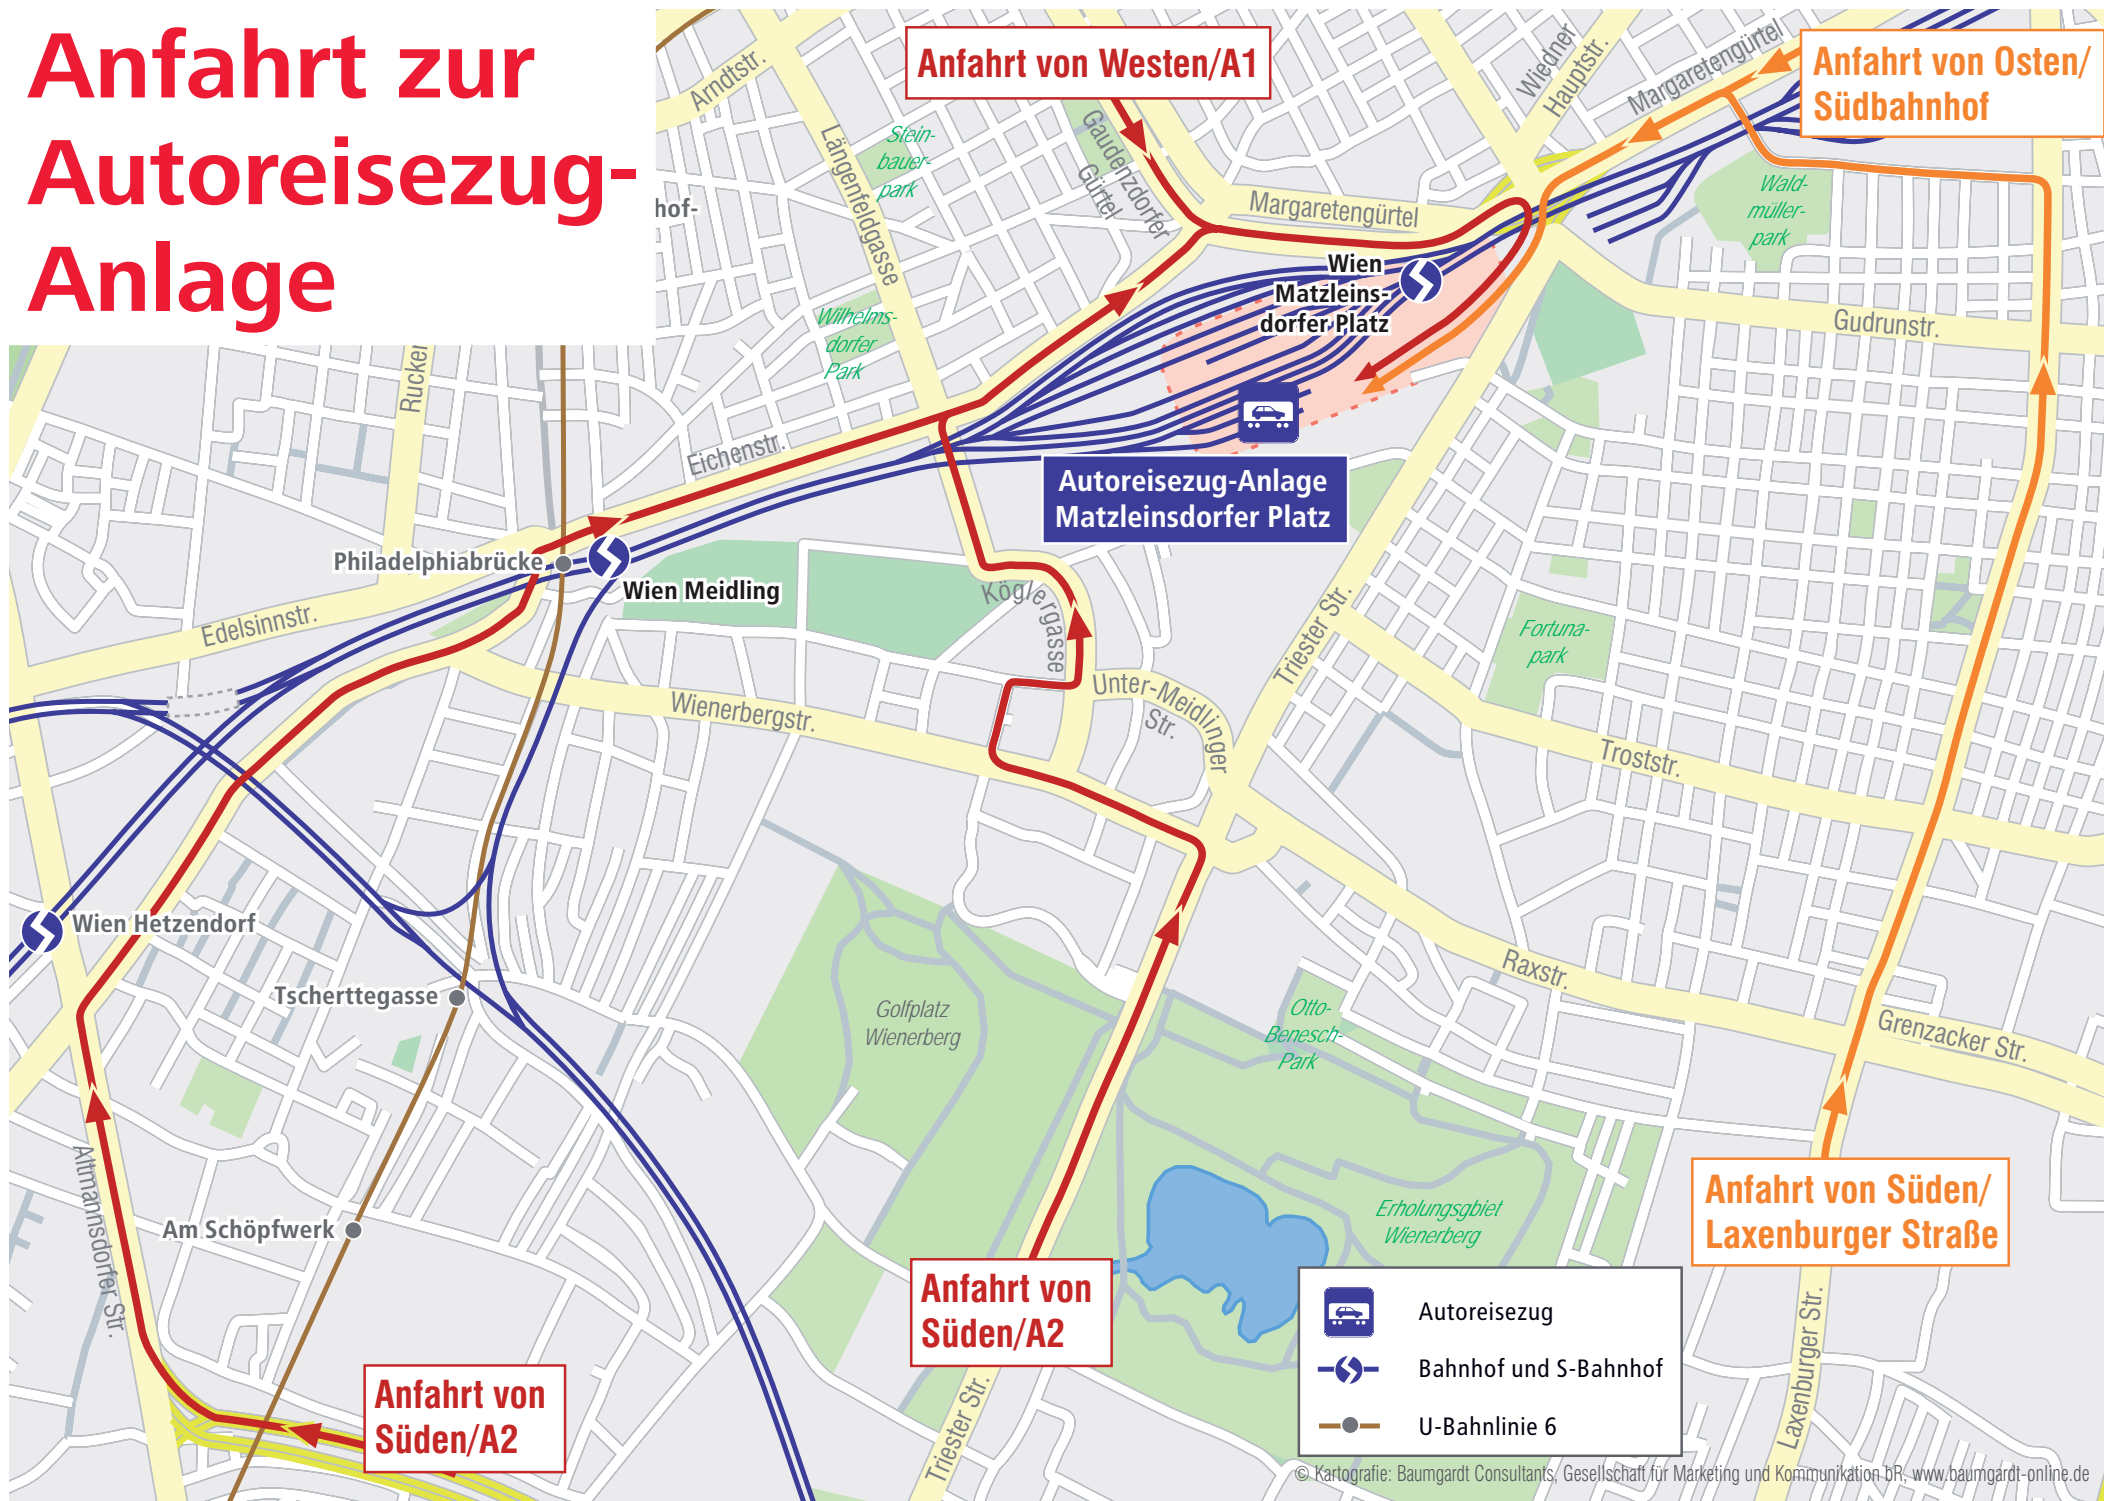 Anfahrt zur
Autoreisezug-
Anlage
Anfahrt von Westen/A1
Anfahrt von Osten/
Südbahnhof
Arndtstr.
Stein-
bauer-
park
Längenfeldgasse
Gaudenzdorfer
Gürtel
Wiedner
Hauptstr.
Margaretengürtel
Margaretengürtel
Wald-
müller-
park
hof-
Wien
Matzleins-
dorfer Platz
Wilhelms-
dorfer
Park
Gudrunstr.
Rucker
Eichenstr.
Autoreisezug-Anlage
Matzleinsdorfer Platz
Philadelphiabrücke
Wien Meidling
Edelsinnstr.
Köglergasse
Triester Str.
Fortuna-
park
Wienerbergstr.
Unter-Meidlinger
Str.
Troststr.
Wien Hetzendorf
Tscherttegasse
Golfplatz
Wienerberg
Otto-
Benesch-
Park
Raxstr.
Grenzacker Str.
Altmannsdorfer Str.
Am Schöpfwerk
Erholungsgbiet
Wienerberg
Anfahrt von Süden/
Laxenburger Straße
Anfahrt von
Süden/A2
Anfahrt von
Süden/A2
Triester Str.
Laxenburger Str.
Autoreisezug
Bahnhof und S-Bahnhof
U-Bahnlinie 6
© Kartografie: Baumgardt Consultants, Gesellschaft für Marketing und Kommunikation bR, www.baumgardt-online.de